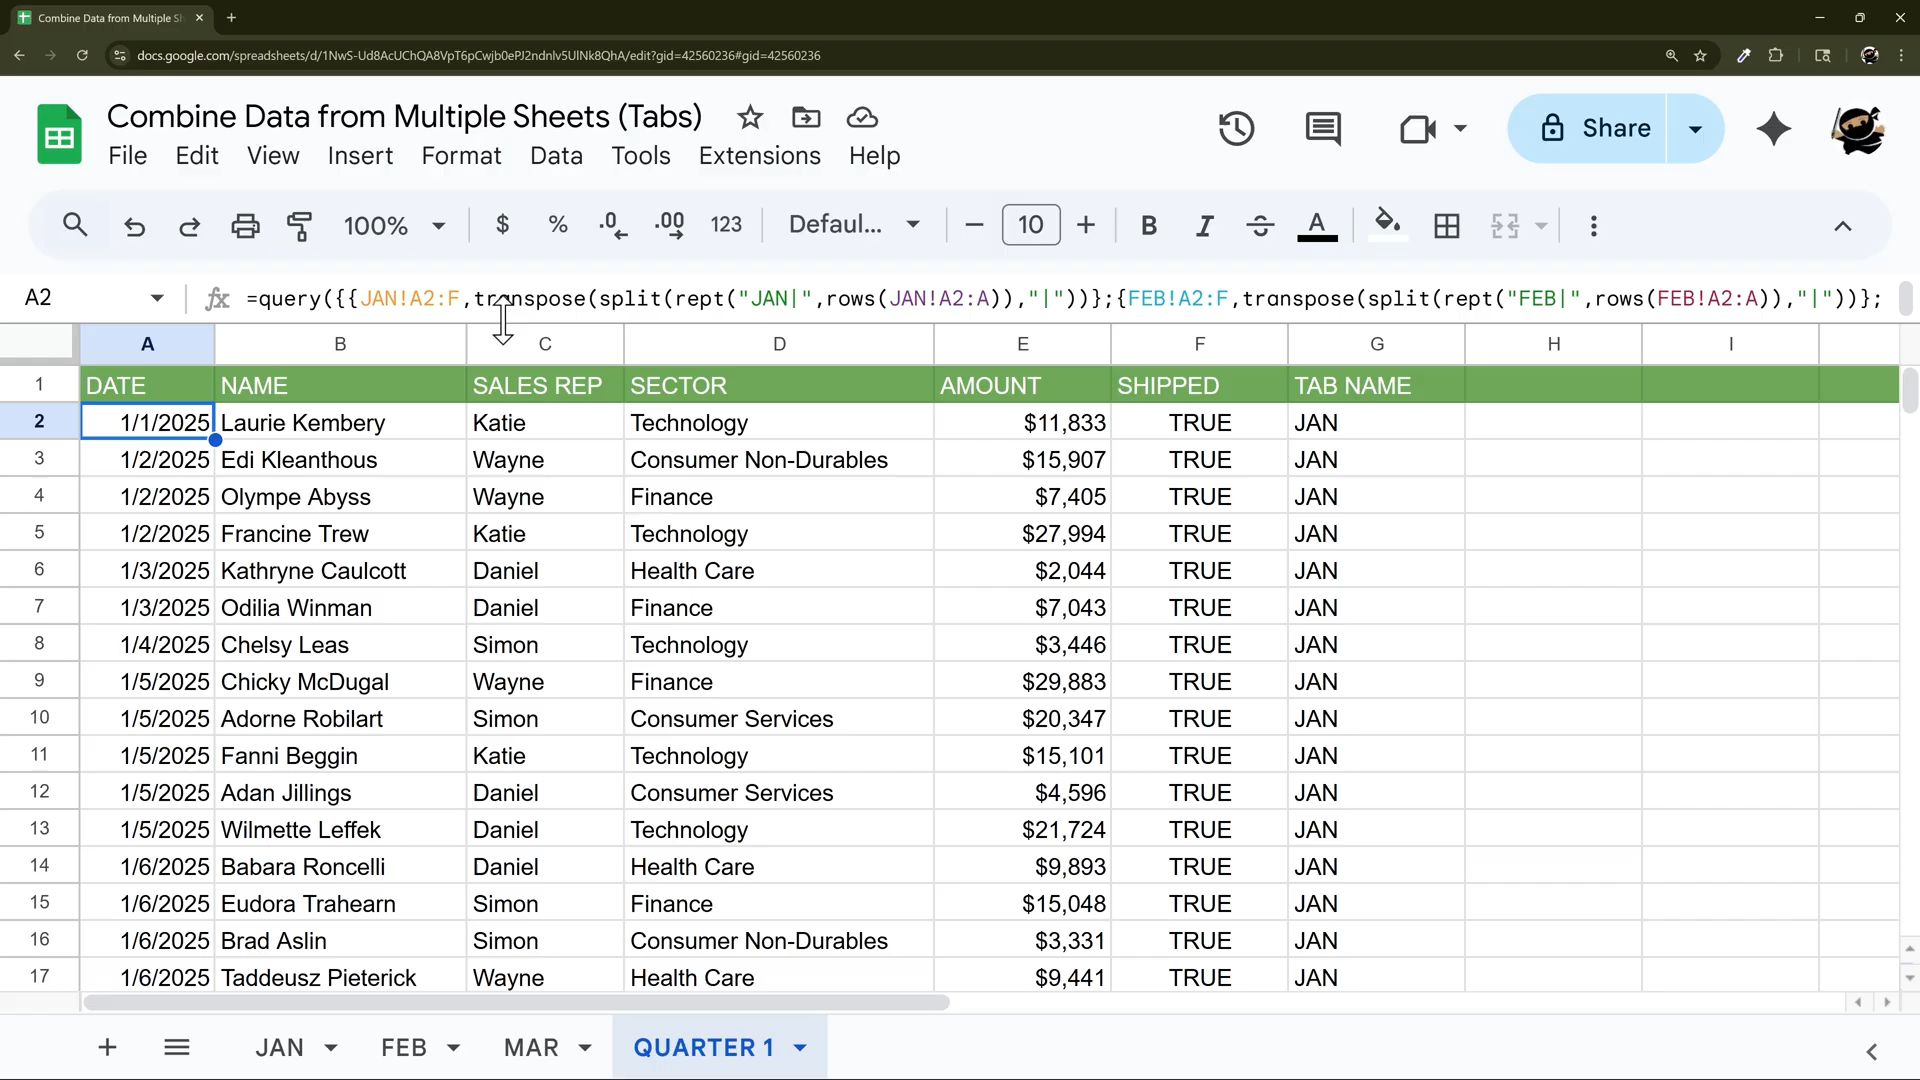 Combine Data from Multiple Sh
docs.google.com/spreadsheets/d/1NwS-Ud8AcUChQA8VpT6pCwjb0ePJ2ndnlv5UlNk8QhA/edit?gid=42560236#gid=42560236
Combine Data from Multiple Sheets (Tabs)
Share
File Edit View Insert Format Data Tools Extensions Help
100% $ % .0 .00 123 Defaul... 10 B I S A
A2 fx =query({{JAN!A2:F,transpose(split(rept("JAN|",rows(JAN!A2:A)),"|"))};{FEB!A2:F,transpose(split(rept("FEB|",rows(FEB!A2:A)),"|"))};
A B C D E F G H I
1 DATE NAME SALES REP SECTOR AMOUNT SHIPPED TAB NAME
2 1/1/2025 Laurie Kembery Katie Technology $11,833 TRUE JAN
3 1/2/2025 Edi Kleanthous Wayne Consumer Non-Durables $15,907 TRUE JAN
4 1/2/2025 Olympe Abyss Wayne Finance $7,405 TRUE JAN
5 1/2/2025 Francine Trew Katie Technology $27,994 TRUE JAN
6 1/3/2025 Kathryne Caulcott Daniel Health Care $2,044 TRUE JAN
7 1/3/2025 Odilia Winman Daniel Finance $7,043 TRUE JAN
8 1/4/2025 Chelsy Leas Simon Technology $3,446 TRUE JAN
9 1/5/2025 Chicky McDugal Wayne Finance $29,883 TRUE JAN
10 1/5/2025 Adorne Robilart Simon Consumer Services $20,347 TRUE JAN
11 1/5/2025 Fanni Beggin Katie Technology $15,101 TRUE JAN
12 1/5/2025 Adan Jillings Daniel Consumer Services $4,596 TRUE JAN
13 1/5/2025 Wilmette Leffek Daniel Technology $21,724 TRUE JAN
14 1/6/2025 Babara Roncelli Daniel Health Care $9,893 TRUE JAN
15 1/6/2025 Eudora Trahearn Simon Finance $15,048 TRUE JAN
16 1/6/2025 Brad Aslin Simon Consumer Non-Durables $3,331 TRUE JAN
17 1/6/2025 Taddeusz Pieterick Wayne Health Care $9,441 TRUE JAN
JAN FEB MAR QUARTER 1